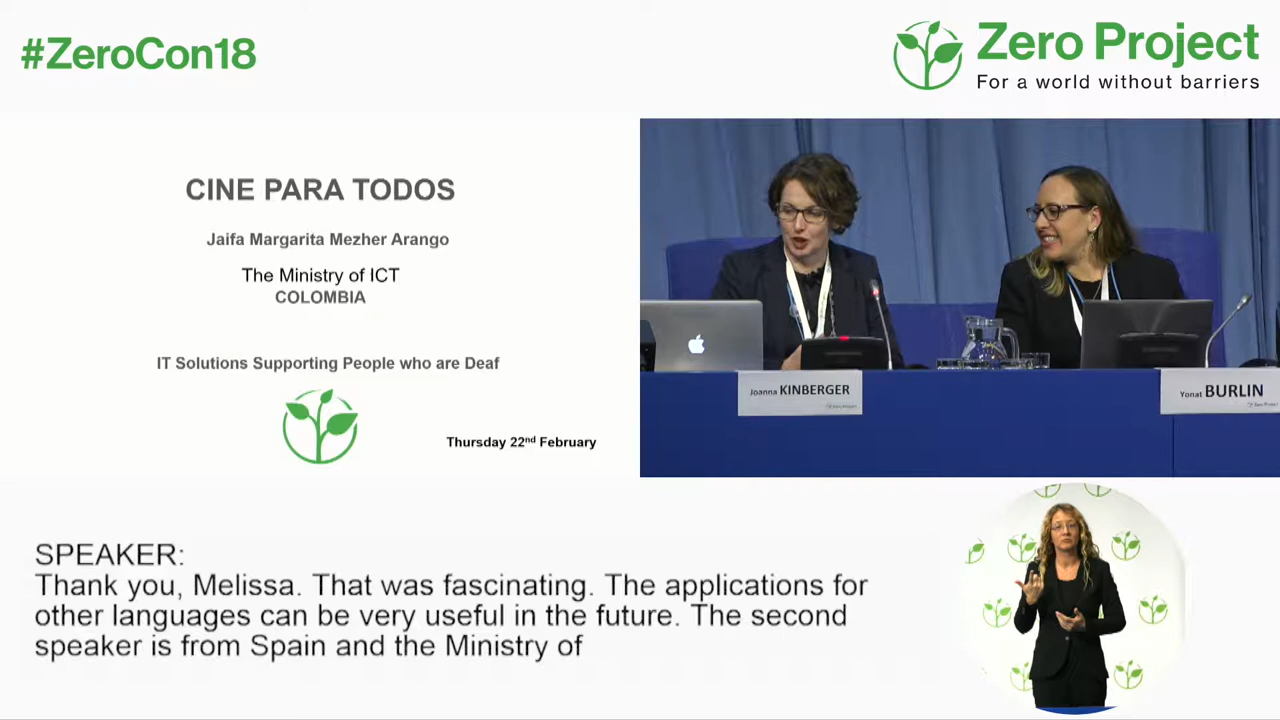 #ZeroCon18
Zero Project
For a world without barriers
CINE PARA TODOS
Jaifa Margarita Mezher Arango
The Ministry of ICT
COLOMBIA
IT Solutions Supporting People who are Deaf
Thursday 22nd February
Joanna KINBERGER
Yonat BURLIN
SPEAKER:
Thank you, Melissa. That was fascinating. The applications for
other languages can be very useful in the future. The second
speaker is from Spain and the Ministry of